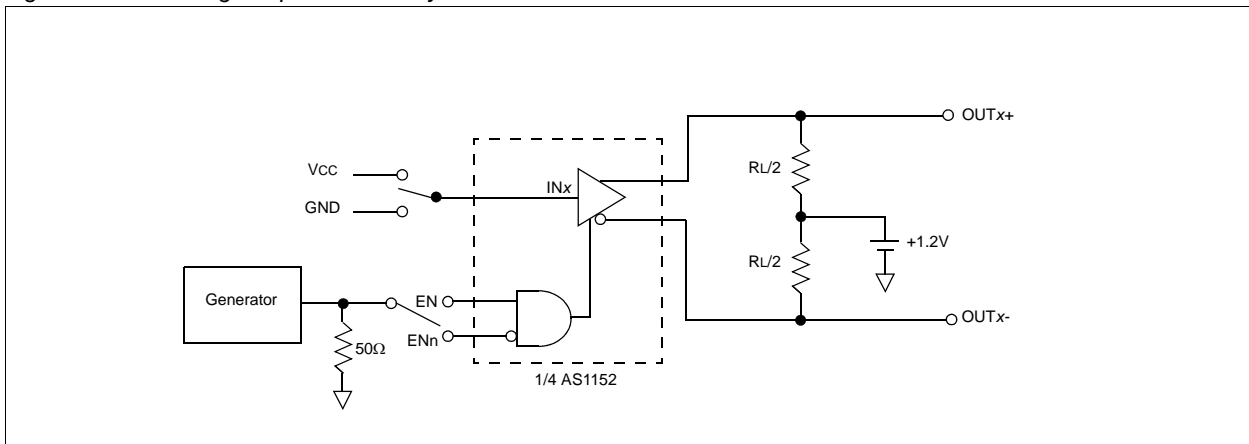 OUTx+
VCC
RL/2
INx
GND
+1.2V
RL/2
Generator
EN
OUTx-
ENn
50Ω
1/4 AS1152